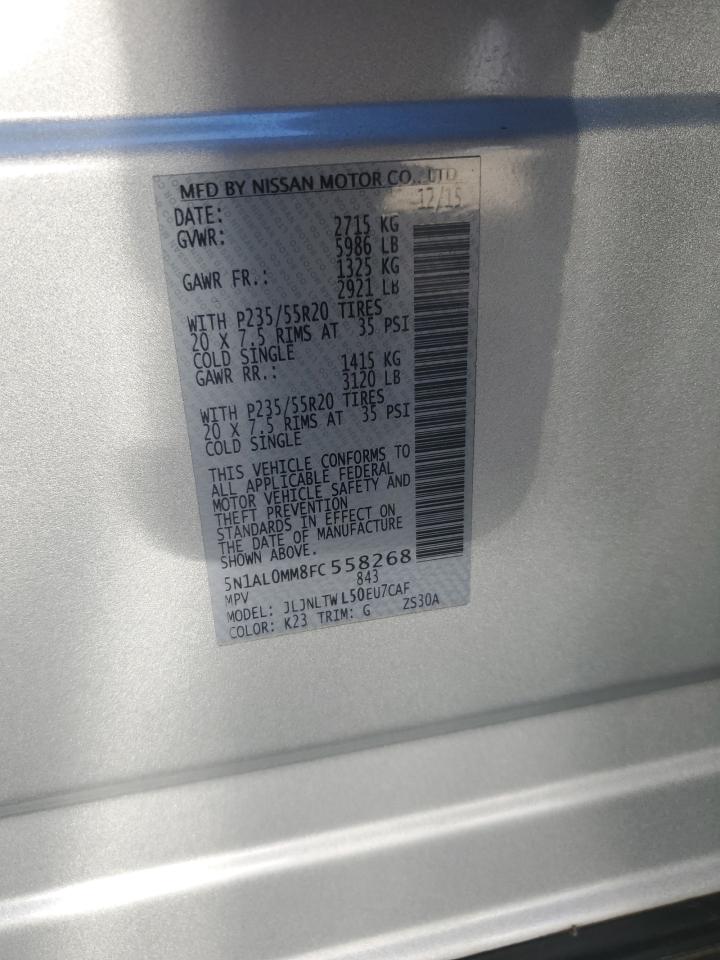 MFD BY NISSAN MOTOR CO., LTD
DATE: 12/15
GVWR: 2715 KG
5986 LB
GAWR FR.: 1325 KG
2921 LB
WITH P235/55R20 TIRES
20 X 7.5 RIMS AT 35 PSI
COLD SINGLE
GAWR RR.: 1415 KG
3120 LB
WITH P235/55R20 TIRES
20 X 7.5 RIMS AT 35 PSI
COLD SINGLE
THIS VEHICLE CONFORMS TO
ALL APPLICABLE FEDERAL
MOTOR VEHICLE SAFETY AND
THEFT PREVENTION
STANDARDS IN EFFECT ON
THE DATE OF MANUFACTURE
SHOWN ABOVE.
5N1AL0MM8FC558268
MPV 843
MODEL: JLJNLTWL50EU7CAF
COLOR: K23 TRIM: G ZS30A